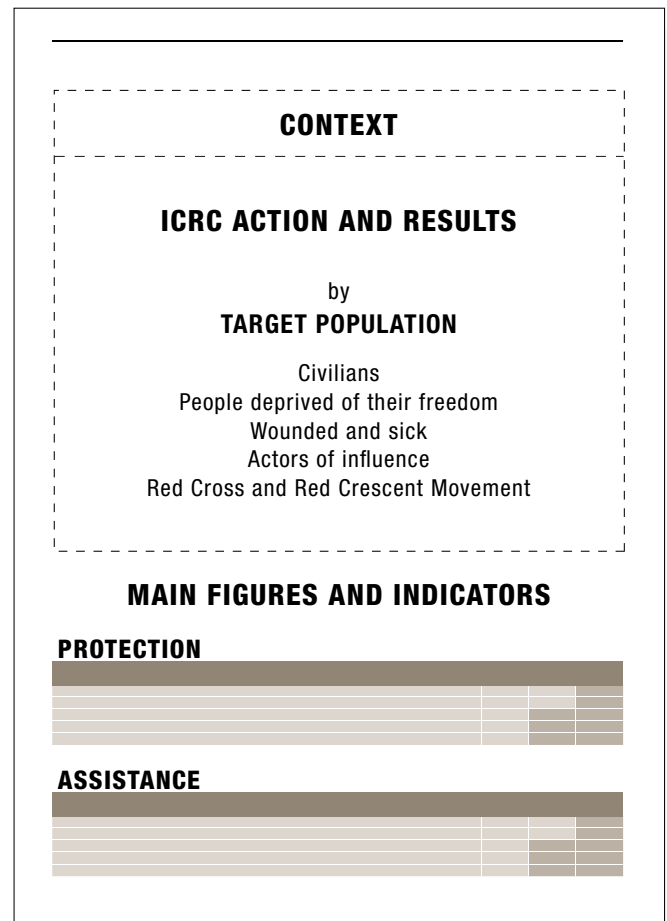 CONTEXT
ICRC ACTION AND RESULTS
by
TARGET POPULATION
Civilians
People deprived of their freedom
Wounded and sick
Actors of influence
Red Cross and Red Crescent Movement
MAIN FIGURES AND INDICATORS
PROTECTION
ASSISTANCE